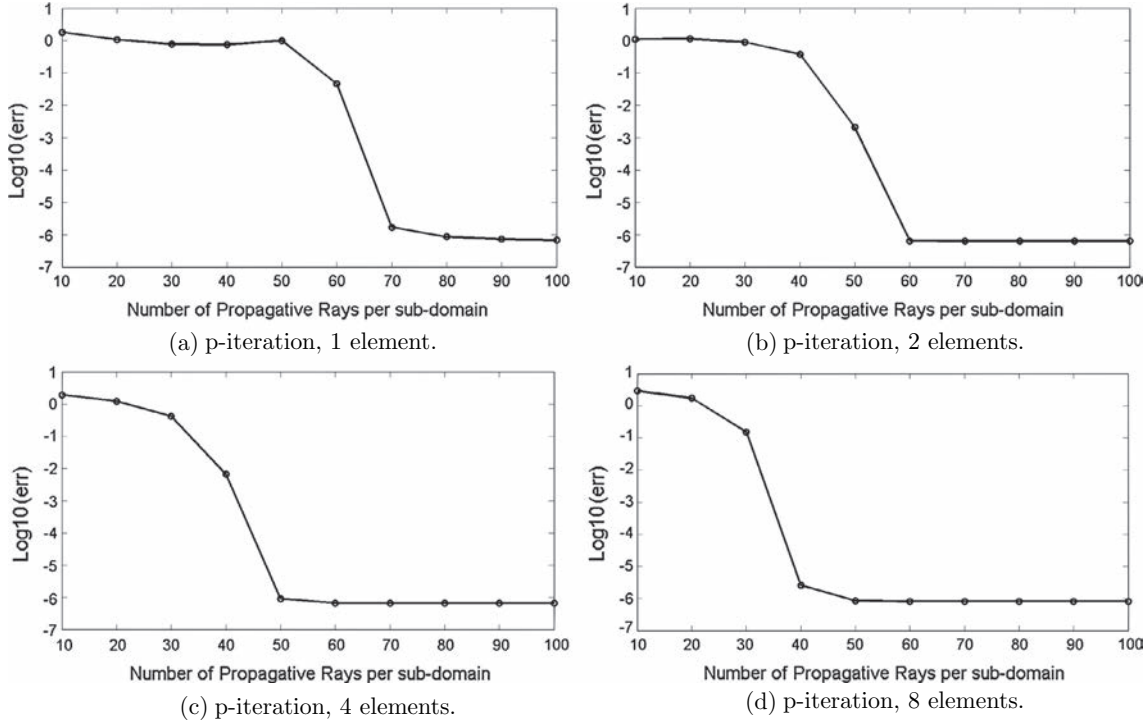 1
0
-1
-2
-3
-4
-5
-6
-7
Log10(err)
10 20 30 40 50 60 70 80 90 100
Number of Propagative Rays per sub-domain
(a) p-iteration, 1 element.
1
0
-1
-2
-3
-4
-5
-6
-7
Log10(err)
10 20 30 40 50 60 70 80 90 100
Number of Propagative Rays per sub-domain
(b) p-iteration, 2 elements.
1
0
-1
-2
-3
-4
-5
-6
-7
Log10(err)
10 20 30 40 50 60 70 80 90 100
Number of Propagative Rays per sub-domain
(c) p-iteration, 4 elements.
1
0
-1
-2
-3
-4
-5
-6
-7
Log10(err)
10 20 30 40 50 60 70 80 90 100
Number of Propagative Rays per sub-domain
(d) p-iteration, 8 elements.